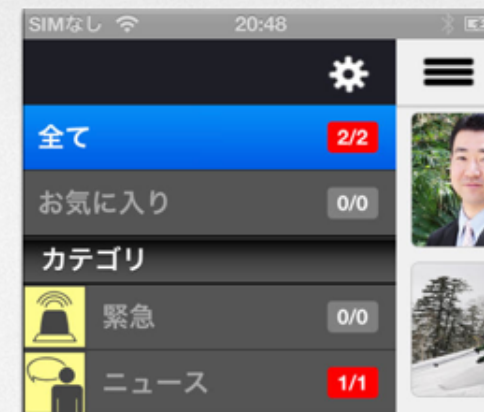 SIMなし 20:48
全て 2/2
お気に入り 0/0
カテゴリ
緊急 0/0
ニュース 1/1